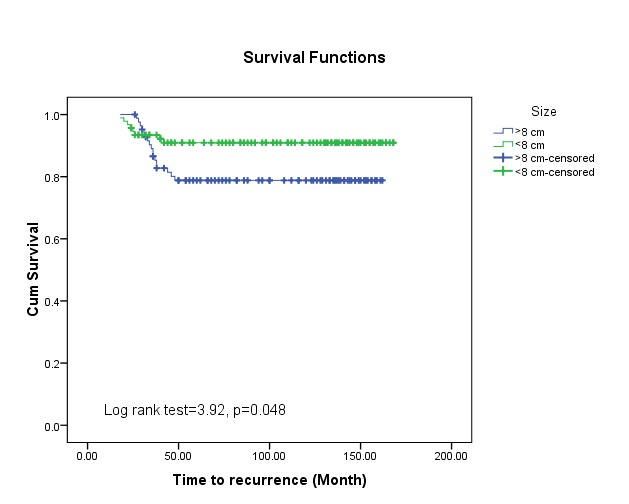 Survival Functions
Size
>8 cm
<8 cm
>8 cm-censored
<8 cm-censored
Cum Survival
1.0
0.8
0.6
0.4
0.2
0.0
Log rank test=3.92, p=0.048
0.00 50.00 100.00 150.00 200.00
Time to recurrence (Month)